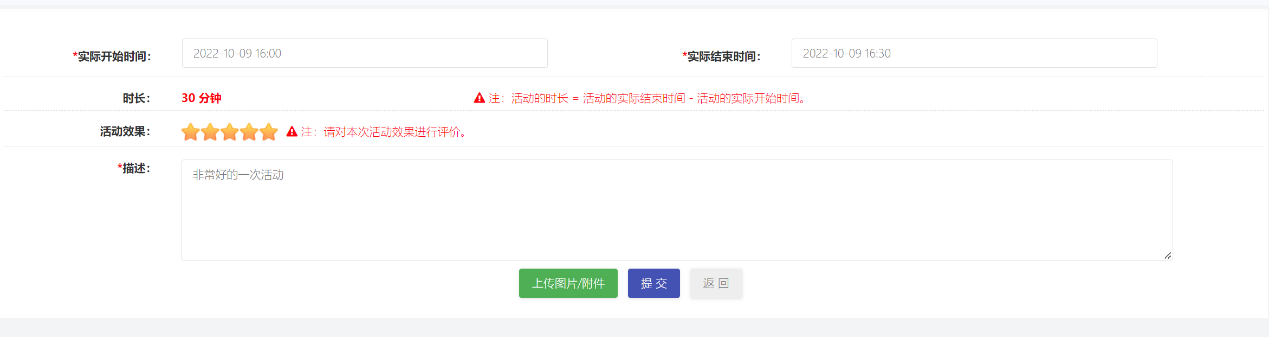 *实际开始时间： 2022-10-09 16:00 *实际结束时间： 2022-10-09 16:30
时长： 30 分钟 注：活动的时长 = 活动的实际结束时间 - 活动的实际开始时间。
活动效果： 注：请对本次活动效果进行评价。
*描述： 非常好的一次活动
上传图片/附件 提 交 返 回